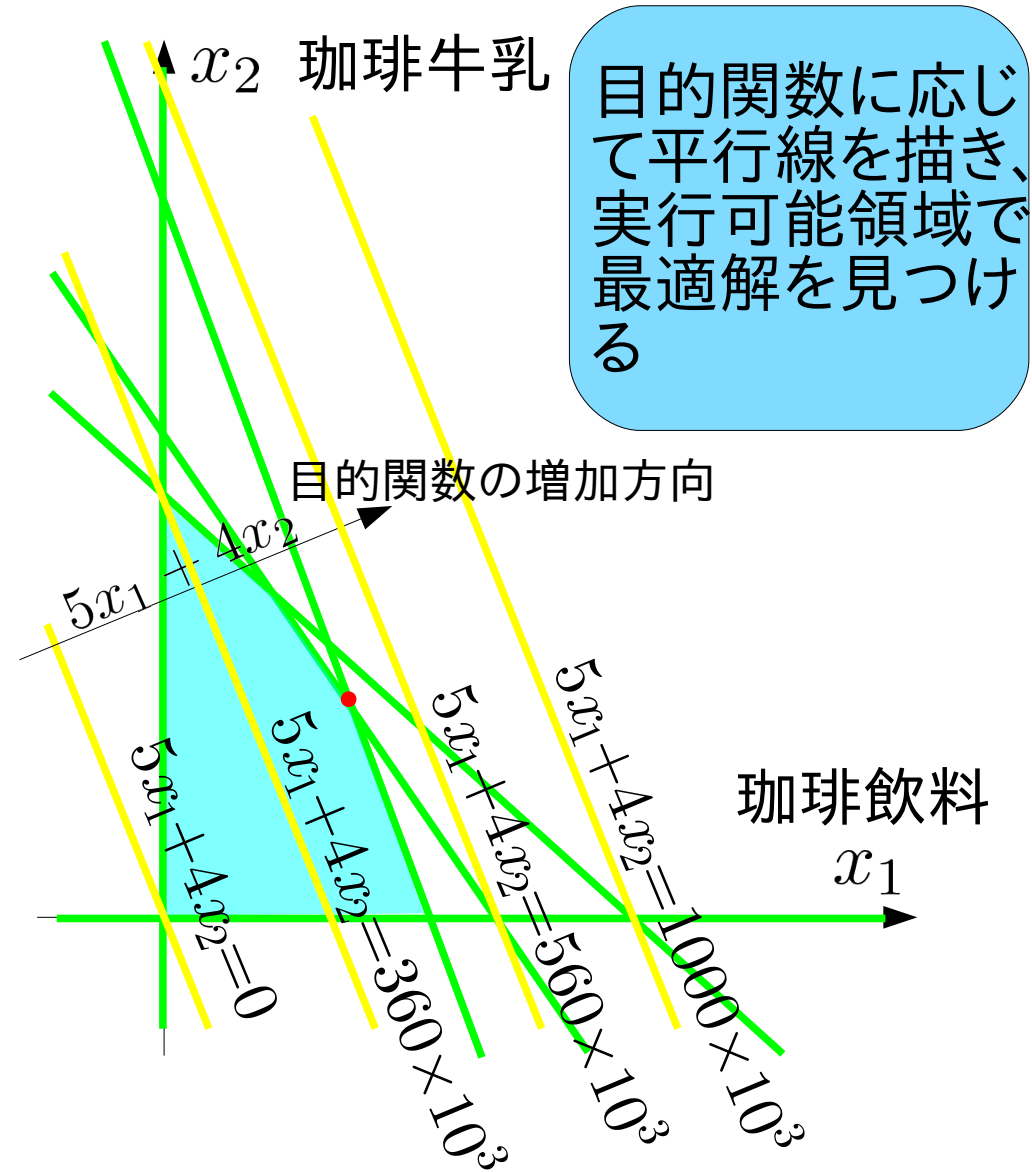 x₂ 珈琲牛乳
目的関数に応じ
て平行線を描き、
実行可能領域で
最適解を見つけ
る
目的関数の増加方向
5x₁ + 4x₂
5x₁+4x₂=0
5x₁+4x₂=360×10³
5x₁+4x₂=560×10³
5x₁+4x₂=1000×10³
珈琲飲料
x₁